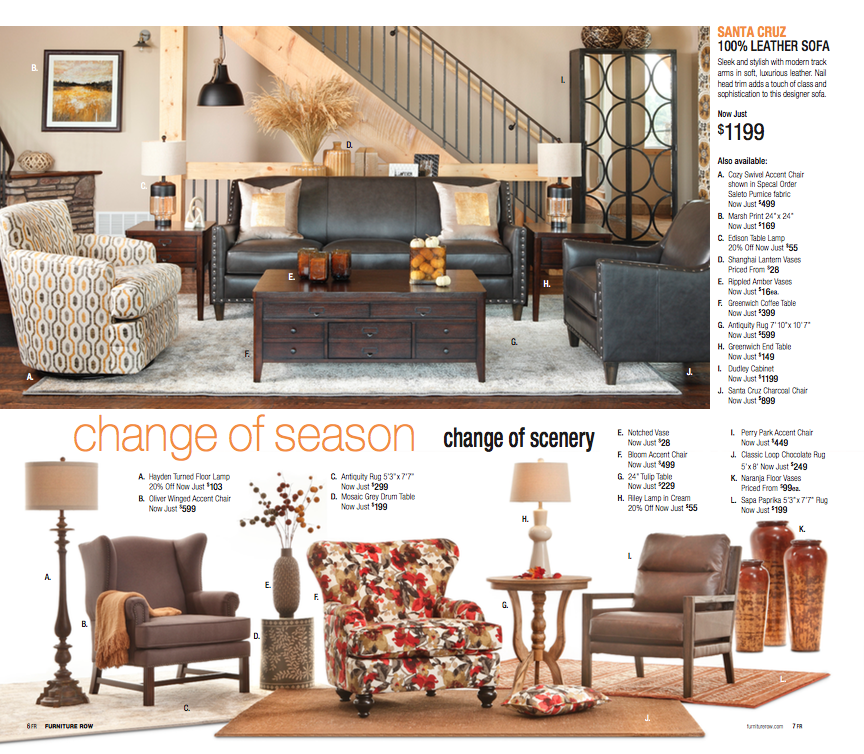 SANTA CRUZ
100% LEATHER SOFA
Sleek and stylish with modern track
arms in soft, luxurious leather. Nail
head trim adds a touch of class and
sophistication to this designer sofa.
Now Just
$1199
Also available:
A. Cozy Swivel Accent Chair
shown in Specal Order
Saleto Pumice fabric
Now Just $499
B. Marsh Print 24"x 24"
Now Just $169
C. Edison Table Lamp
20% Off Now Just $55
D. Shanghai Lantern Vases
Priced From $28
E. Rippled Amber Vases
Now Just $16ea.
F. Greenwich Coffee Table
Now Just $399
G. Antiquity Rug 7' 10"x 10' 7"
Now Just $599
H. Greenwich End Table
Now Just $149
I. Dudley Cabinet
Now Just $1199
J. Santa Cruz Charcoal Chair
Now Just $899
B.
I.
D.
C.
E.
H.
G.
F.
A.
J.
change of season
change of scenery
A. Hayden Turned Floor Lamp
20% Off Now Just $103
B. Oliver Winged Accent Chair
Now Just $599
C. Antiquity Rug 5'3"x 7'7"
Now Just $299
D. Mosaic Grey Drum Table
Now Just $199
E. Notched Vase
Now Just $28
F. Bloom Accent Chair
Now Just $499
G. 24" Tulip Table
Now Just $229
H. Riley Lamp in Cream
20% Off Now Just $55
I. Perry Park Accent Chair
Now Just $449
J. Classic Loop Chocolate Rug
5'x 8' Now Just $249
K. Naranja Floor Vases
Priced From $99ea.
L. Sapa Paprika 5'3"x 7'7" Rug
Now Just $199
A.
B.
C.
D.
E.
F.
G.
H.
I.
J.
K.
L.
6 FR FURNITURE ROW
furniturerow.com 7 FR